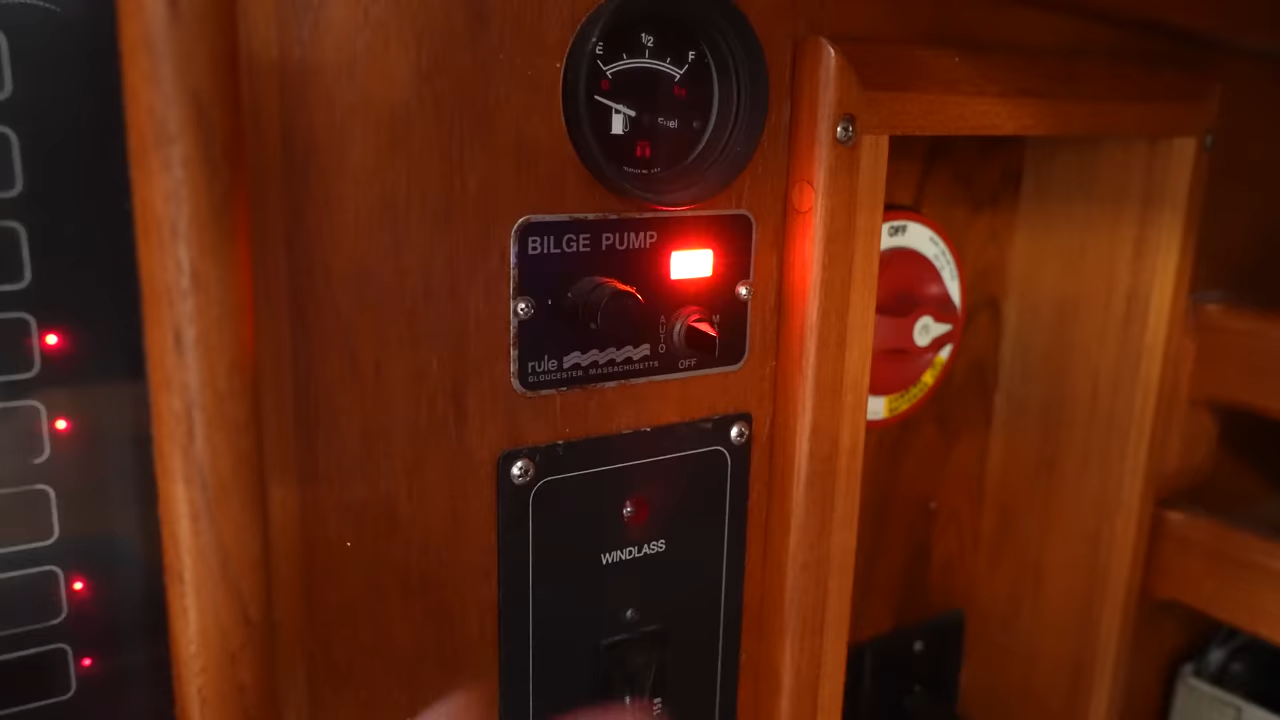 1/2
E F
Fuel
BILGE PUMP
AUTO
M
OFF
rule
GLOUCESTER, MASSACHUSETTS
OFF
WINDLASS